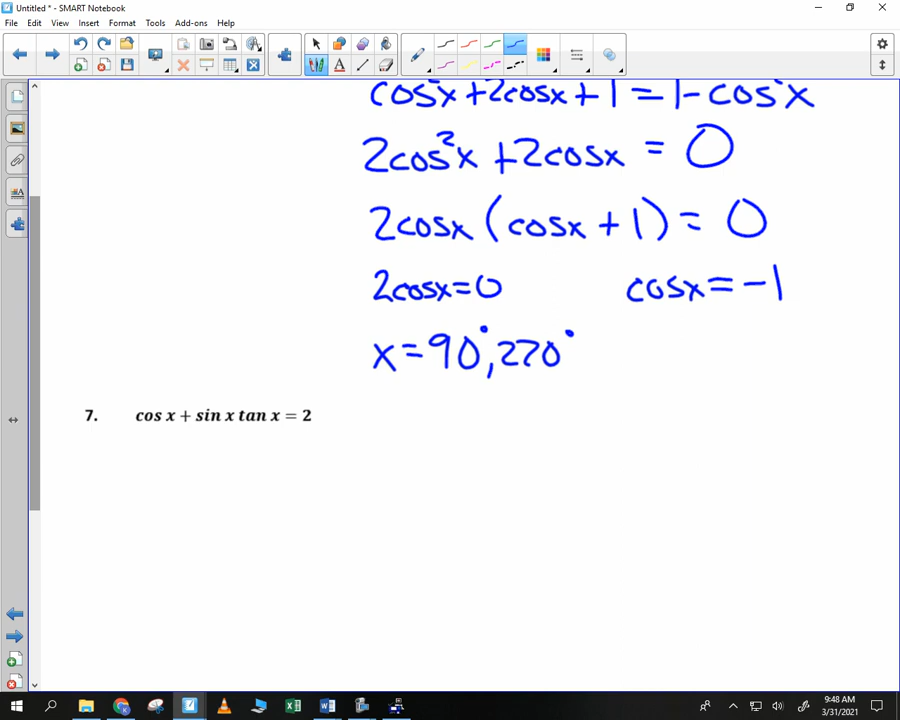 Untitled * - SMART Notebook
File Edit View Insert Format Tools Add-ons Help
cos²x + 2cosx + 1 = 1 - cos²x
2cos²x + 2cosx = 0
2cosx (cosx + 1) = 0
2cosx = 0 cosx = -1
x = 90°, 270°
7. cos x + sin x tan x = 2
9:48 AM
3/31/2021